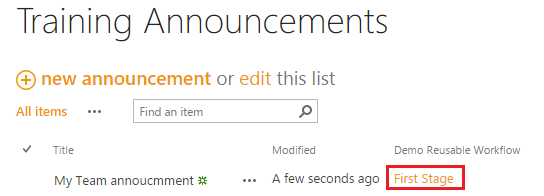 Training Announcements
new announcement or edit this list
All items ••• Find an item
Title Modified Demo Reusable Workflow
My Team annoucmment ••• A few seconds ago First Stage